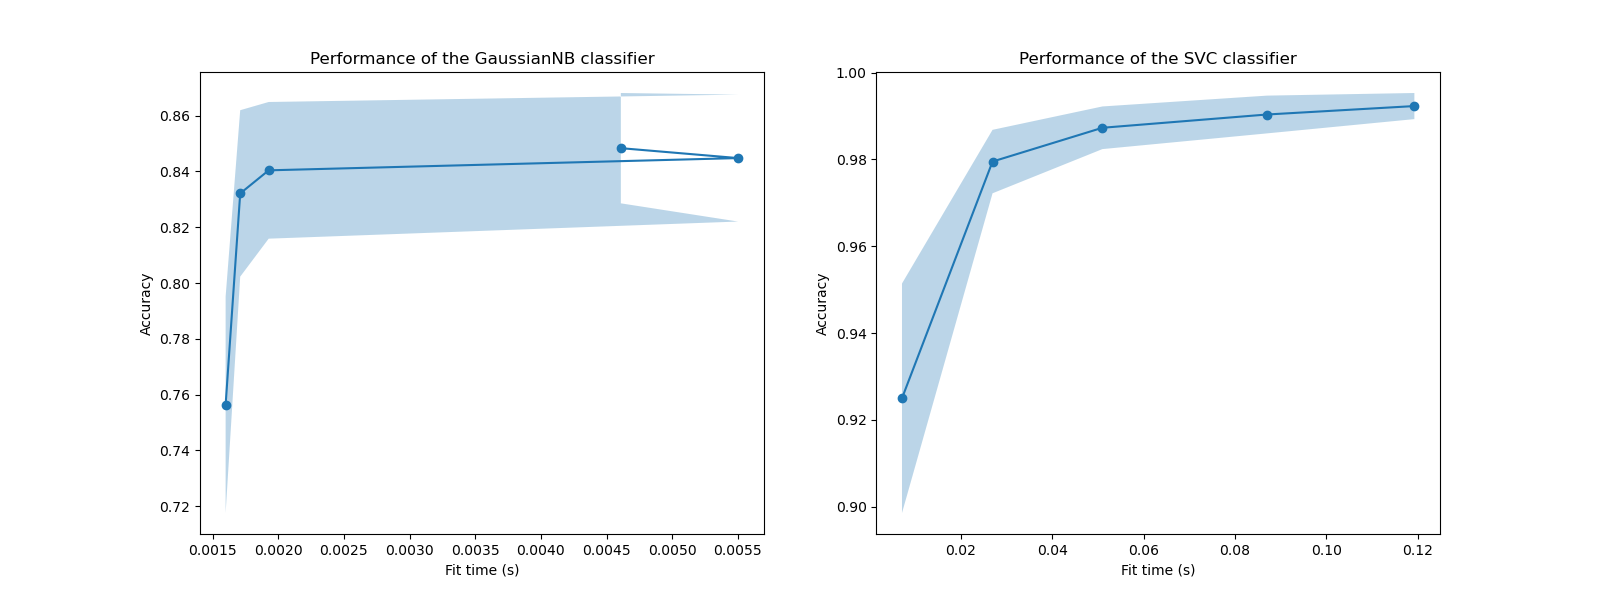 Performance of the GaussianNB classifier
Accuracy
0.86
0.84
0.82
0.80
0.78
0.76
0.74
0.72
0.0015 0.0020 0.0025 0.0030 0.0035 0.0040 0.0045 0.0050 0.0055
Fit time (s)
Performance of the SVC classifier
Accuracy
1.00
0.98
0.96
0.94
0.92
0.90
0.02 0.04 0.06 0.08 0.10 0.12
Fit time (s)